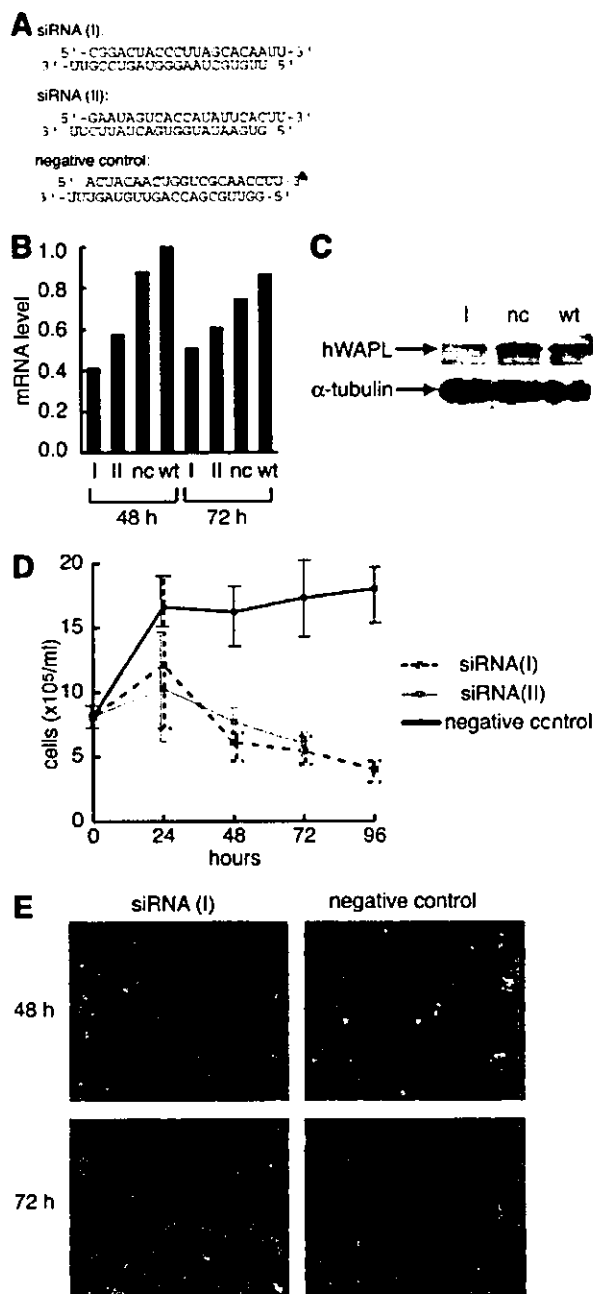 A siRNA (I):
5'-CGGACUACCCUUAGCACAAUU-3'
3'-UUGCCUGAUGGGAAUCGUGUU 5'
siRNA (II):
5'-GAAUAGUCACCAUAUUCACUU-3'
3' UUCUUAUCAGUGGUAUAAGUG 5'
negative control:
5' ACUACAACUGGUCGCAACCUU 3'
3'-UUUGAUGUUGACCAGCGUUGG-5'
B
mRNA level
1.0
0.8
0.6
0.4
0.2
0.0
I II nc wt I II nc wt
48 h 72 h
C
I nc wt
hWAPL
α-tubulin
D
cells (x10⁵/ml)
20
15
10
5
0
0 24 48 72 96
hours
siRNA(I)
siRNA(II)
negative control
E
siRNA (I) negative control
48 h
72 h